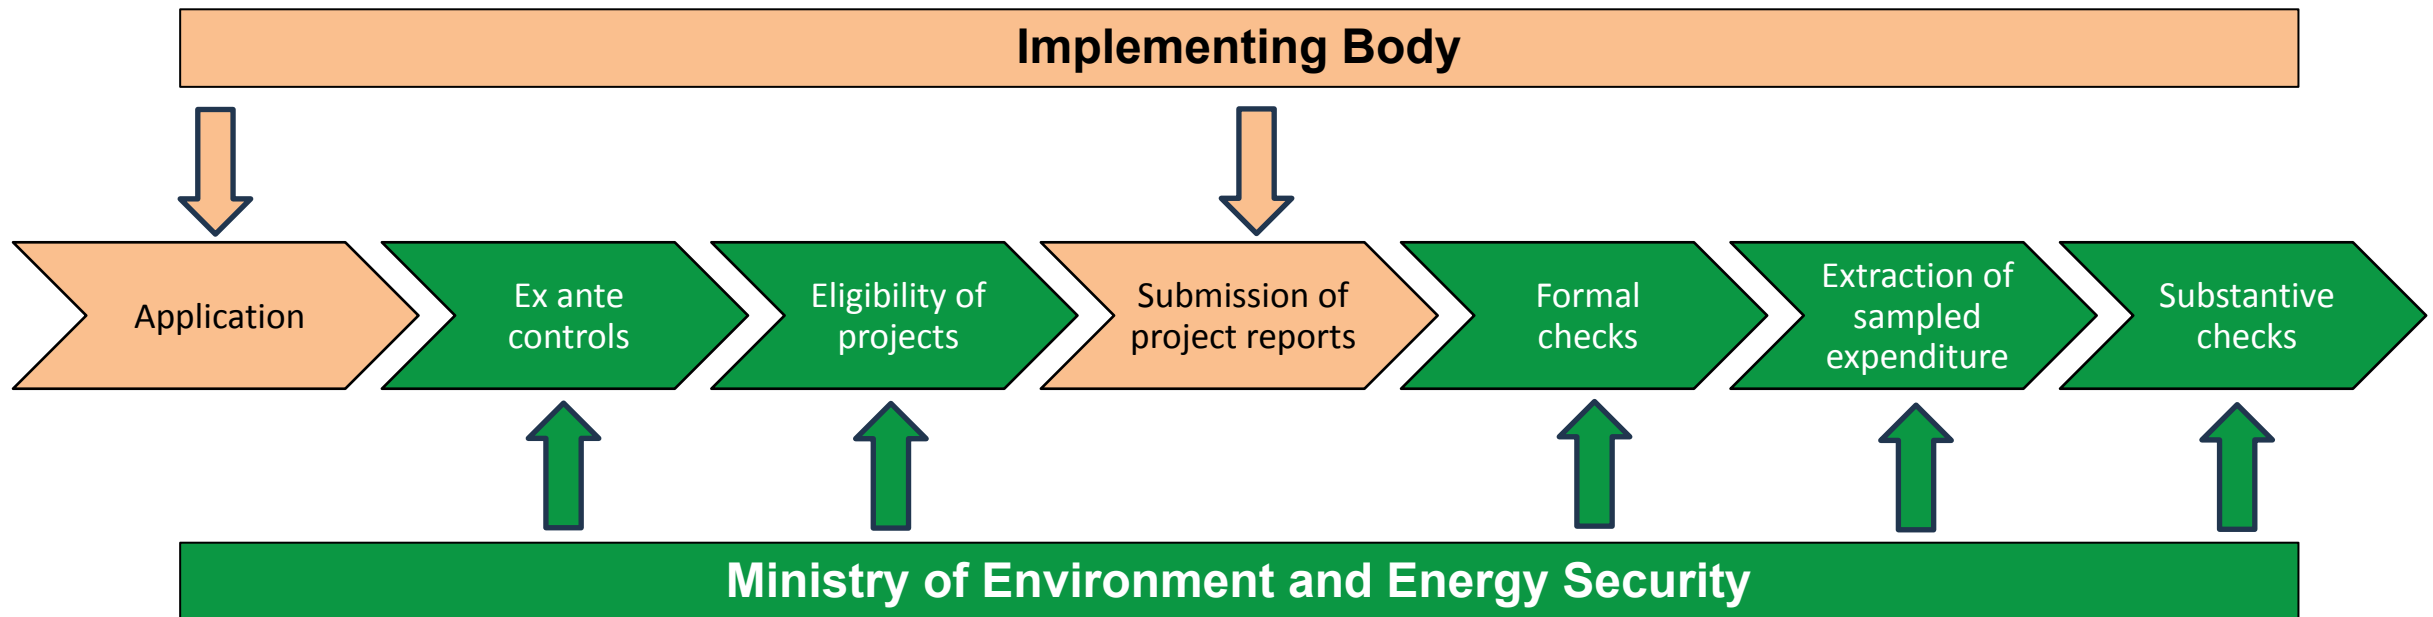 Implementing Body
Application
Ex ante
controls
Eligibility of
projects
Submission of
project reports
Formal
checks
Extraction of
sampled
expenditure
Substantive
checks
Ministry of Environment and Energy Security